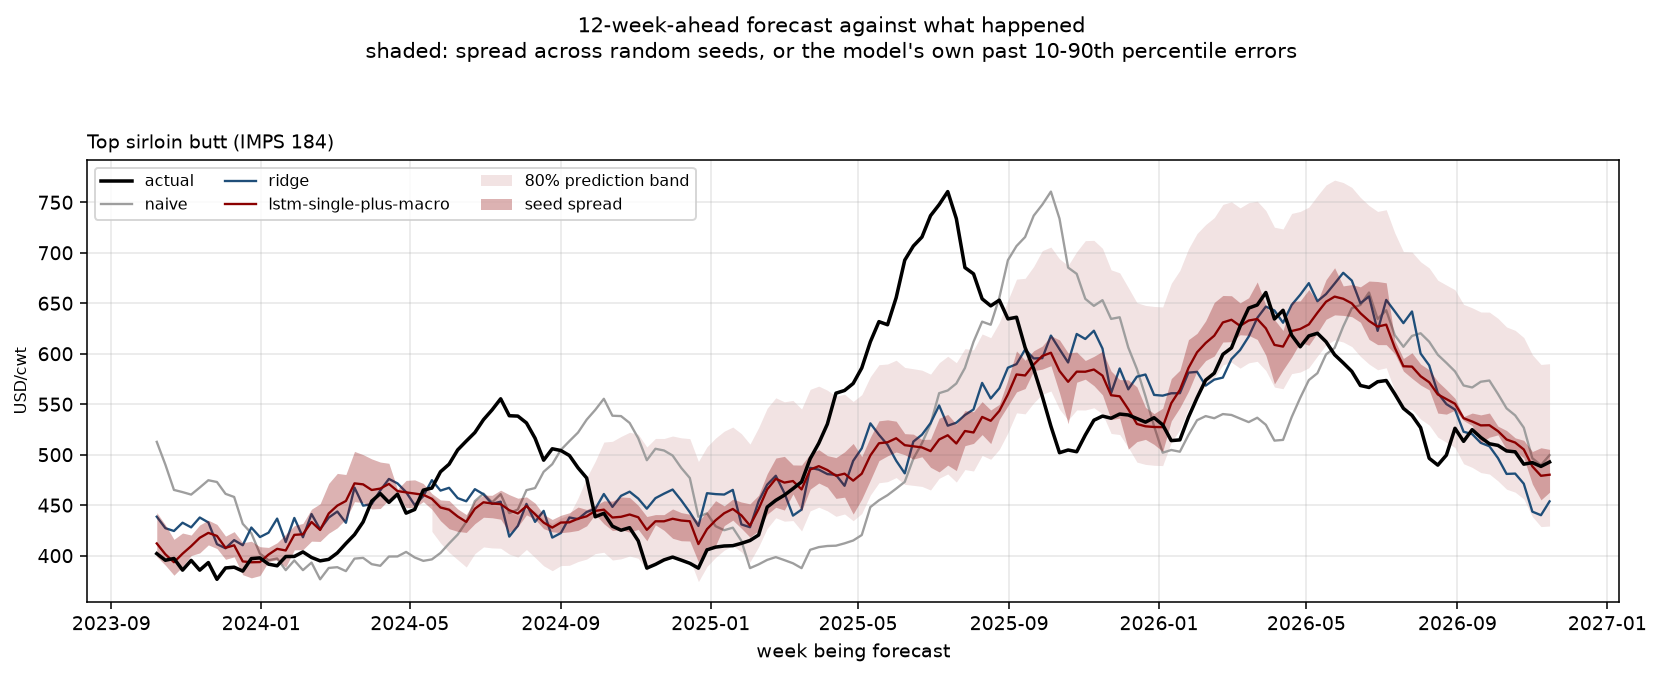 12-week-ahead forecast against what happened
shaded: spread across random seeds, or the model's own past 10-90th percentile errors
Top sirloin butt (IMPS 184)
actual
naive
ridge
lstm-single-plus-macro
80% prediction band
seed spread
USD/cwt
750
700
650
600
550
500
450
400
2023-09 2024-01 2024-05 2024-09 2025-01 2025-05 2025-09 2026-01 2026-05 2026-09 2027-01
week being forecast